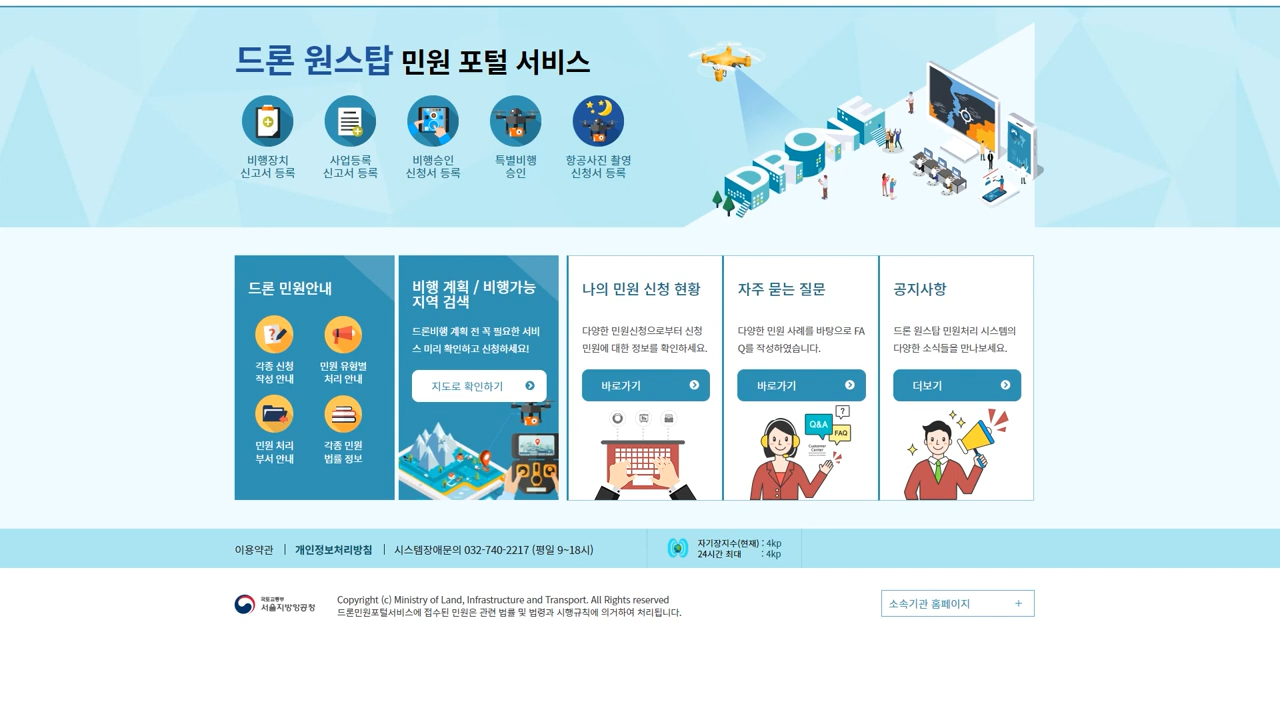 드론 원스탑 민원 포털 서비스
비행장치
신고서 등록
사업등록
신고서 등록
비행승인
신청서 등록
특별비행
승인
항공사진 촬영
신청서 등록
DRONE
드론 민원안내
각종 신청
작성 안내
민원 유형별
처리 안내
민원 처리
부서 안내
각종 민원
법률 정보
비행 계획 / 비행가능
지역 검색
드론비행 계획 전 꼭 필요한 서비
스 미리 확인하고 신청하세요!
지도로 확인하기
나의 민원 신청 현황
다양한 민원신청으로부터 신청
민원에 대한 정보를 확인하세요.
바로가기
자주 묻는 질문
다양한 민원 사례를 바탕으로 FA
Q를 작성하였습니다.
바로가기
?
Q&A
FAQ
Customer
Center
공지사항
드론 원스탑 민원처리 시스템의
다양한 소식들을 만나보세요.
더보기
이용약관
개인정보처리방침
시스템장애문의 032-740-2217 (평일 9~18시)
자기장지수(현재) : 4kp
24시간 최대 : 4kp
국토교통부
서울지방항공청
Copyright (c) Ministry of Land, Infrastructure and Transport. All Rights reserved
드론민원포털서비스에 접수된 민원은 관련 법률 및 법령과 시행규칙에 의거하여 처리됩니다.
소속기관 홈페이지 +